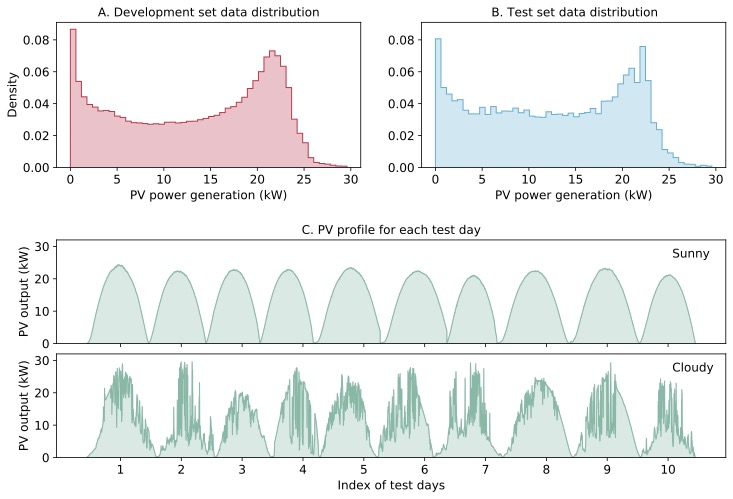 A. Development set data distribution
Density
0.08
0.06
0.04
0.02
0.00
0 5 10 15 20 25 30
PV power generation (kW)
B. Test set data distribution
0.08
0.06
0.04
0.02
0.00
0 5 10 15 20 25 30
PV power generation (kW)
C. PV profile for each test day
PV output (kW)
30
20
10
0
Sunny
PV output (kW)
30
20
10
0
Cloudy
1 2 3 4 5 6 7 8 9 10
Index of test days